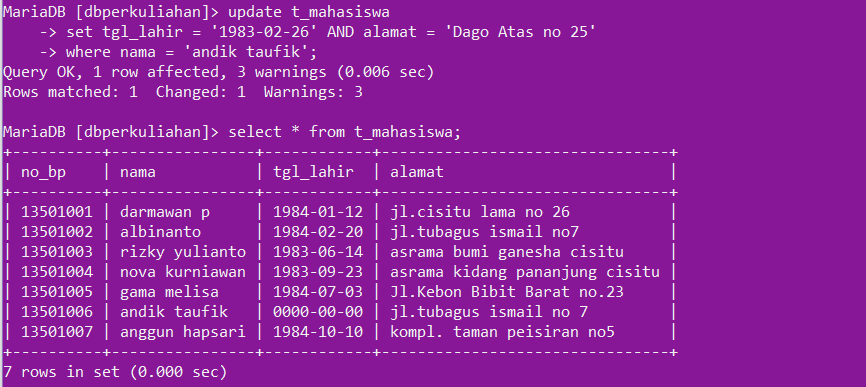 MariaDB [dbperkuliahan]> update t_mahasiswa
    -> set tgl_lahir = '1983-02-26' AND alamat = 'Dago Atas no 25'
    -> where nama = 'andik taufik';
Query OK, 1 row affected, 3 warnings (0.006 sec)
Rows matched: 1  Changed: 1  Warnings: 3

MariaDB [dbperkuliahan]> select * from t_mahasiswa;
+----------+----------------+------------+-------------------------------+
| no_bp    | nama           | tgl_lahir  | alamat                        |
+----------+----------------+------------+-------------------------------+
| 13501001 | darmawan p     | 1984-01-12 | jl.cisitu lama no 26          |
| 13501002 | albinanto      | 1984-02-20 | jl.tubagus ismail no7         |
| 13501003 | rizky yulianto | 1983-06-14 | asrama bumi ganesha cisitu    |
| 13501004 | nova kurniawan | 1983-09-23 | asrama kidang pananjung cisitu |
| 13501005 | gama melisa    | 1984-07-03 | Jl.Kebon Bibit Barat no.23    |
| 13501006 | andik taufik   | 0000-00-00 | jl.tubagus ismail no 7        |
| 13501007 | anggun hapsari | 1984-10-10 | kompl. taman peisiran no5     |
+----------+----------------+------------+-------------------------------+
7 rows in set (0.000 sec)